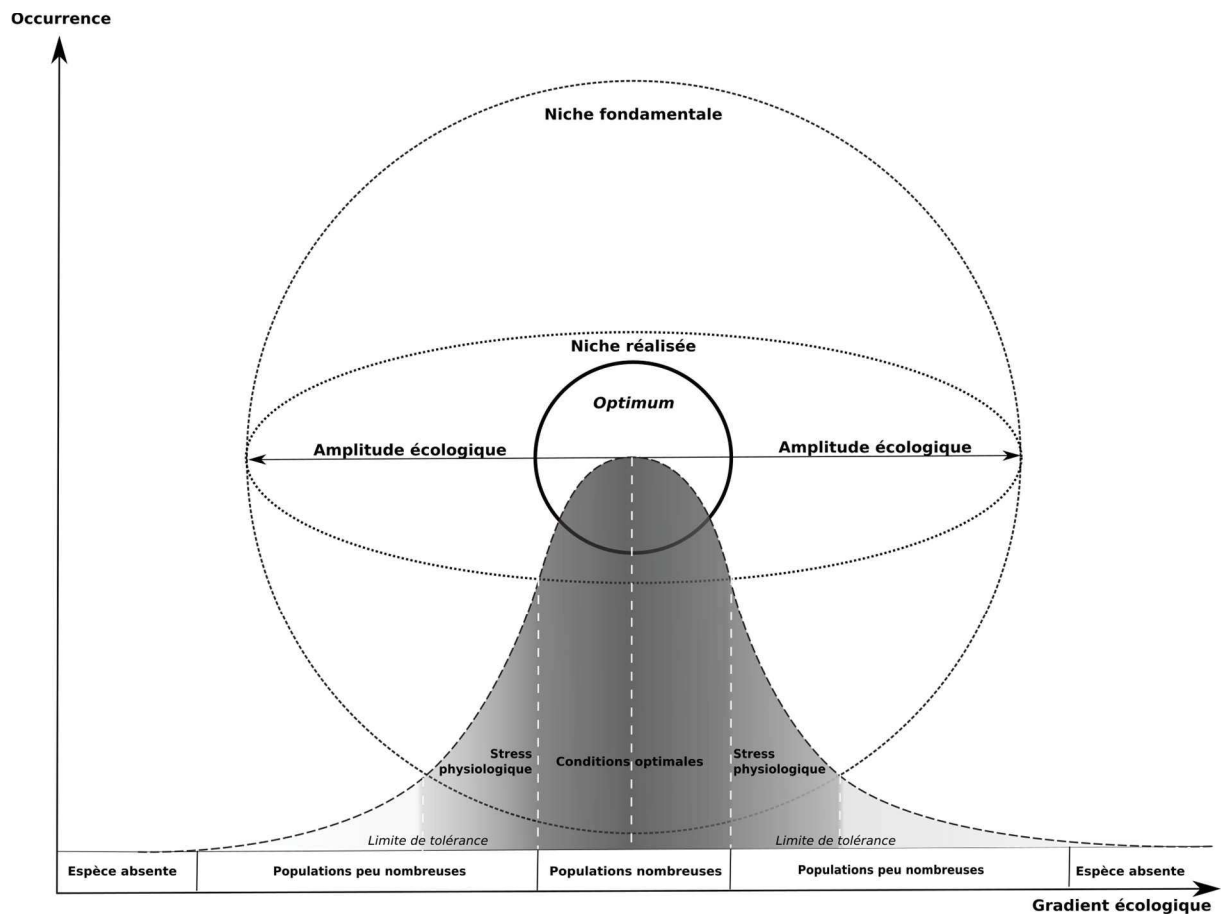 Occurrence
Niche fondamentale
Niche réalisée
Optimum
Amplitude écologique
Amplitude écologique
Stress
physiologique
Conditions optimales
Stress
physiologique
Limite de tolérance
Limite de tolérance
Espèce absente
Populations peu nombreuses
Populations nombreuses
Populations peu nombreuses
Espèce absente
Gradient écologique